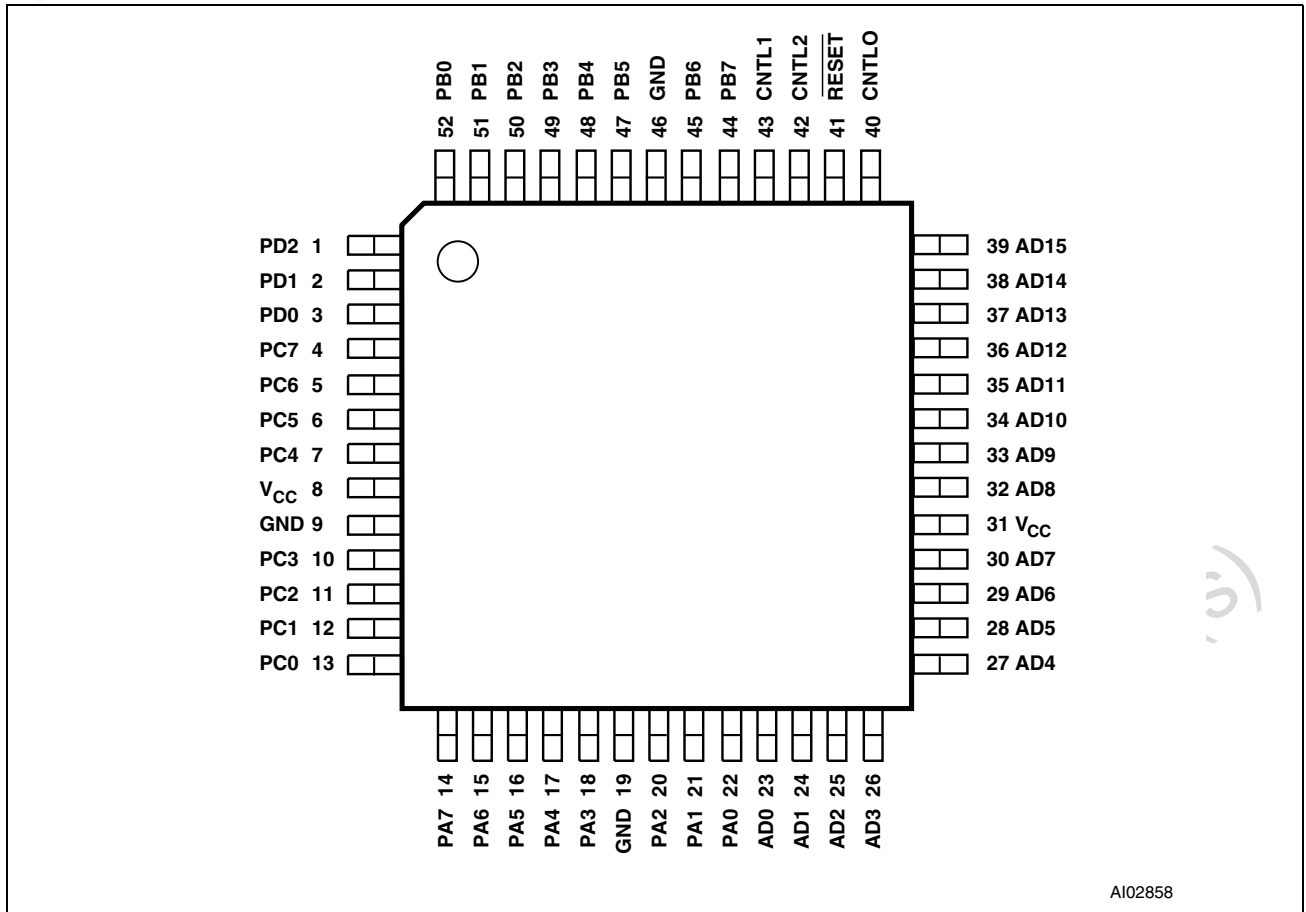 52 PB0
51 PB1
50 PB2
49 PB3
48 PB4
47 PB5
46 GND
45 PB6
44 PB7
43 CNTL1
42 CNTL2
41 RESET
40 CNTLO
PD2 1
PD1 2
PD0 3
PC7 4
PC6 5
PC5 6
PC4 7
VCC 8
GND 9
PC3 10
PC2 11
PC1 12
PC0 13
39 AD15
38 AD14
37 AD13
36 AD12
35 AD11
34 AD10
33 AD9
32 AD8
31 VCC
30 AD7
29 AD6
28 AD5
27 AD4
PA7 14
PA6 15
PA5 16
PA4 17
PA3 18
GND 19
PA2 20
PA1 21
PA0 22
AD0 23
AD1 24
AD2 25
AD3 26
AI02858